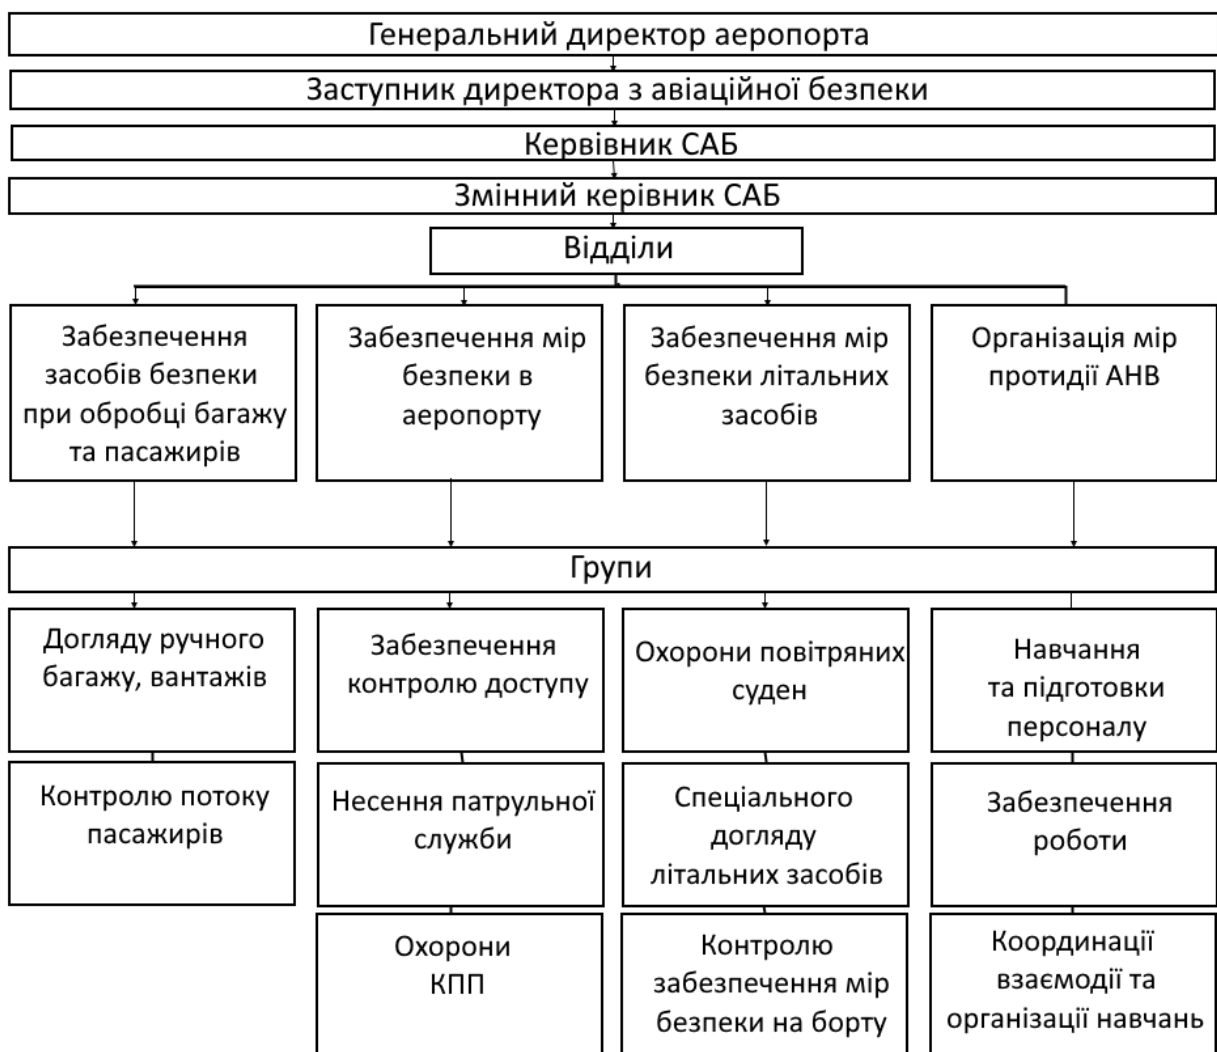 Генеральний директор аеропорта
Заступник директора з авіаційної безпеки
Кервівник САБ
Змінний керівник САБ
Відділи
Забезпечення
засобів безпеки
при обробці багажу
та пасажирів
Забезпечення мір
безпеки в
аеропорту
Забезпечення мір
безпеки літальних
засобів
Організація мір
протидії АНВ
Групи
Догляду ручного
багажу, вантажів
Забезпечення
контролю доступу
Охорони повітряних
суден
Навчання
та підготовки
персоналу
Контролю потоку
пасажирів
Несення патрульної
служби
Спеціального
догляду
літальних засобів
Забезпечення
роботи
Охорони
КПП
Контролю
забезпечення мір
безпеки на борту
Координації
взаємодії та
організації навчань